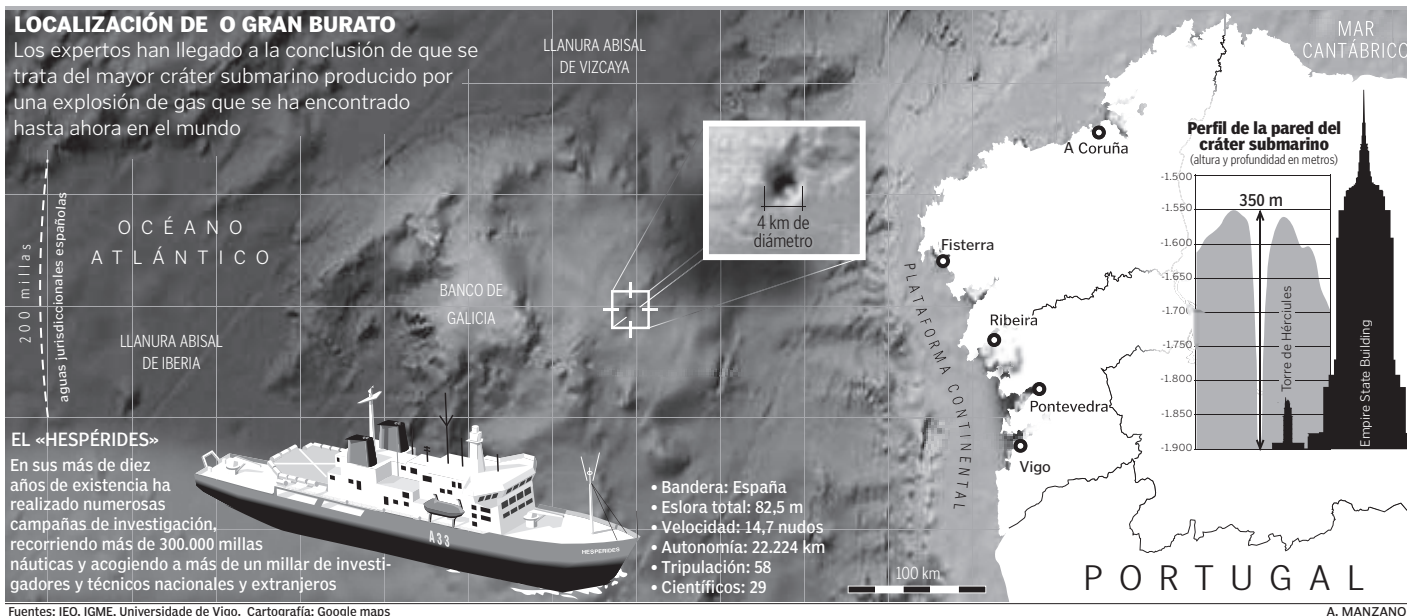 LOCALIZACIÓN DE O GRAN BURATO
Los expertos han llegado a la conclusión de que se
trata del mayor cráter submarino producido por
una explosión de gas que se ha encontrado
hasta ahora en el mundo
LLANURA ABISAL
DE VIZCAYA
MAR
CANTÁBRICO
A Coruña
Perfil de la pared del
cráter submarino
(altura y profundidad en metros)
-1.500
-1.550
-1.600
-1.650
-1.700
-1.750
-1.800
-1.850
-1.900
350 m
Torre de Hérciules
Empire State Building
4 km de
diámetro
200 millas
aguas jurisdiccionales españolas
OCÉANO
ATLÁNTICO
Fisterra
BANCO DE
GALICIA
PLATAFORMA CONTINENTAL
LLANURA ABISAL
DE IBERIA
Ribeira
Pontevedra
Vigo
EL «HESPÉRIDES»
En sus más de diez
años de existencia ha
realizado numerosas
campañas de investigación,
recorriendo más de 300.000 millas
náuticas y acogiendo a más de un millar de investi-
gadores y técnicos nacionales y extranjeros
A33
HESPERIDES
• Bandera: España
• Eslora total: 82,5 m
• Velocidad: 14,7 nudos
• Autonomía: 22.224 km
• Tripulación: 58
• Científicos: 29
100 km
PORTUGAL
Fuentes: IEO, IGME, Universidade de Vigo. Cartografía: Google maps
A. MANZANO